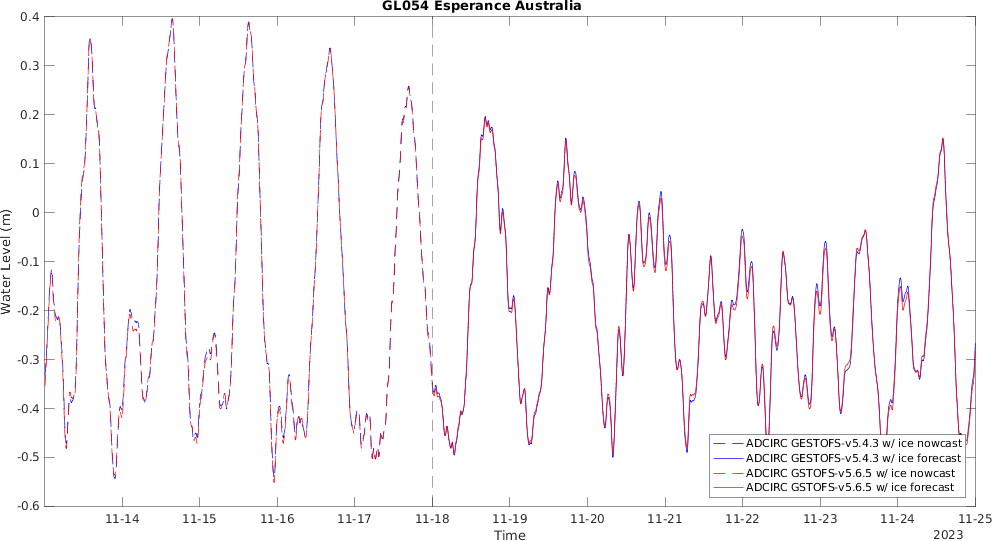 GL054 Esperance Australia
0.4
0.3
0.2
0.1
0
-0.1
-0.2
-0.3
-0.4
-0.5
-0.6
Water Level (m)
11-14 11-15 11-16 11-17 11-18 11-19 11-20 11-21 11-22 11-23 11-24 11-25
Time
2023
ADCIRC GESTOFS-v5.4.3 w/ ice nowcast
ADCIRC GESTOFS-v5.4.3 w/ ice forecast
ADCIRC GSTOFS-v5.6.5 w/ ice nowcast
ADCIRC GSTOFS-v5.6.5 w/ ice forecast